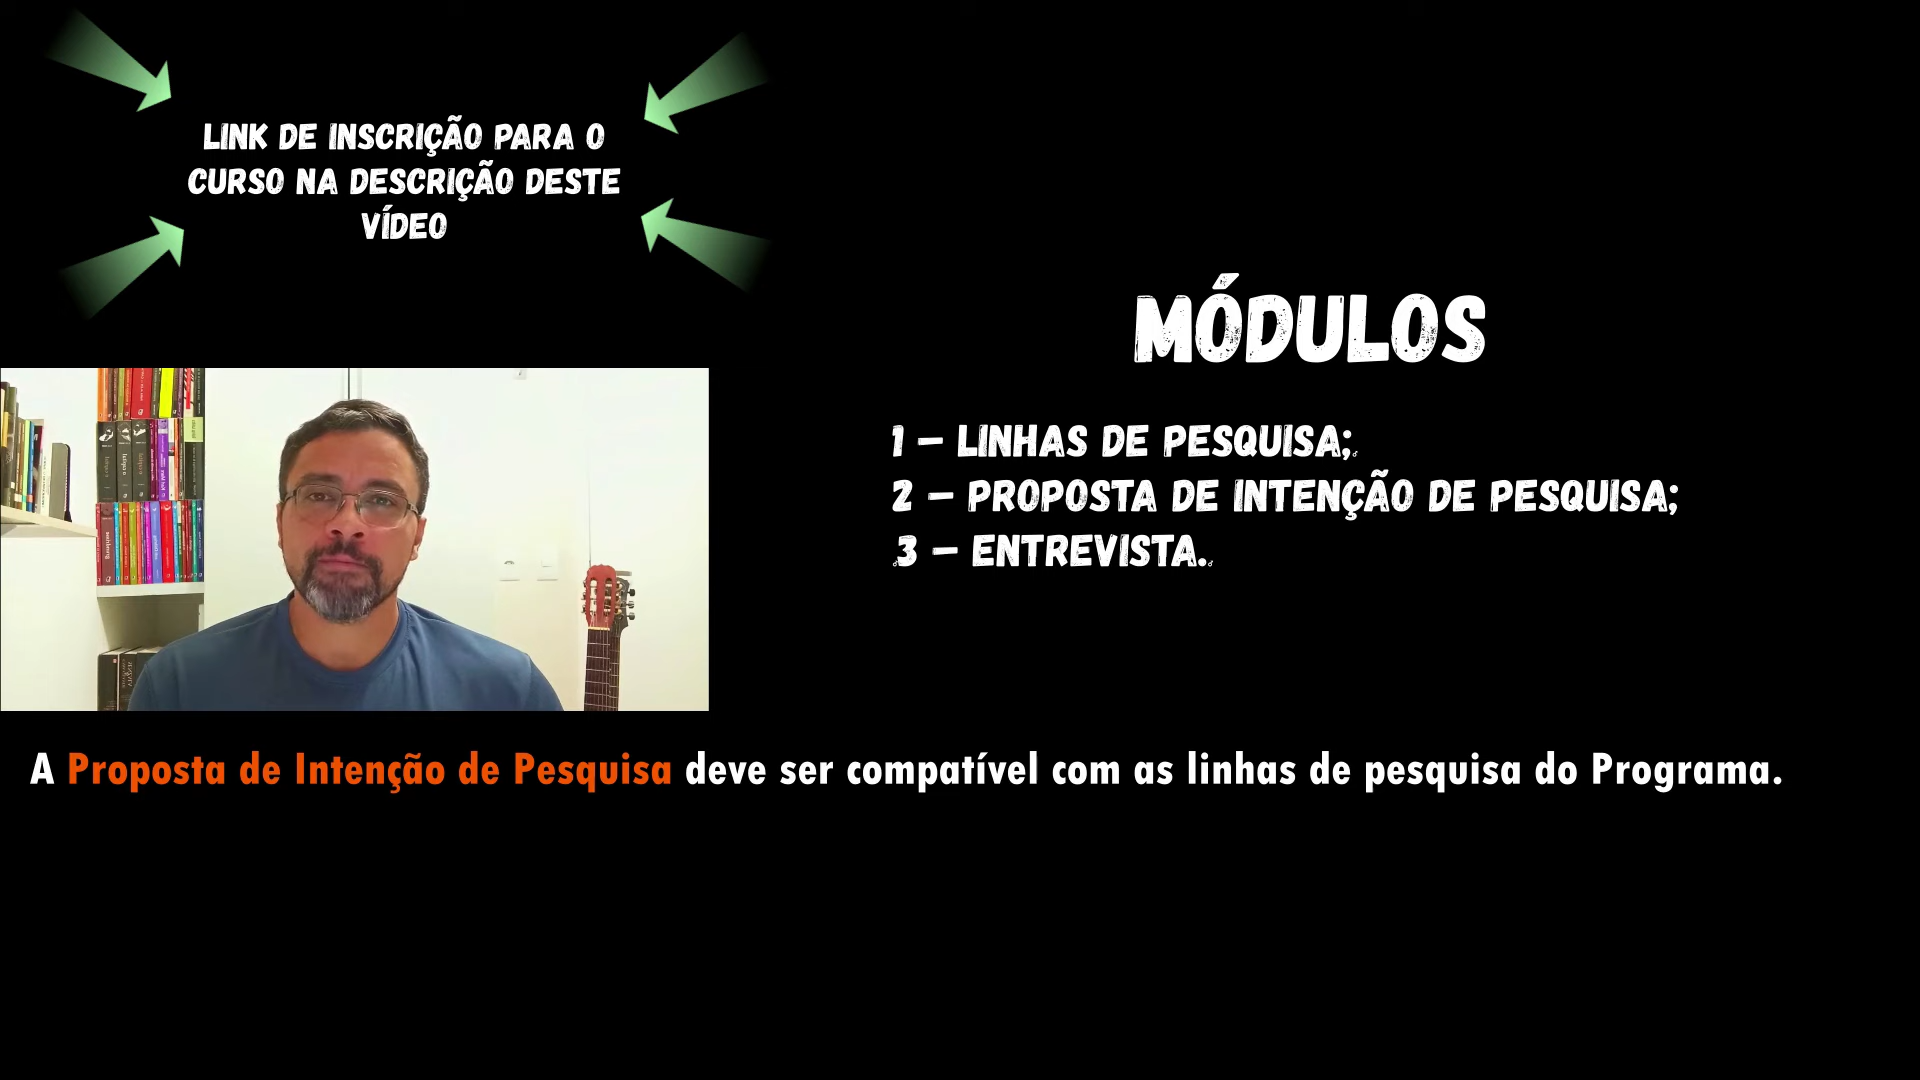 LINK DE INSCRIÇÃO PARA O
CURSO NA DESCRIÇÃO DESTE
VÍDEO
MÓDULOS
1 – LINHAS DE PESQUISA;
2 – PROPOSTA DE INTENÇÃO DE PESQUISA;
3 – ENTREVISTA.
A Proposta de Intenção de Pesquisa deve ser compatível com as linhas de pesquisa do Programa.